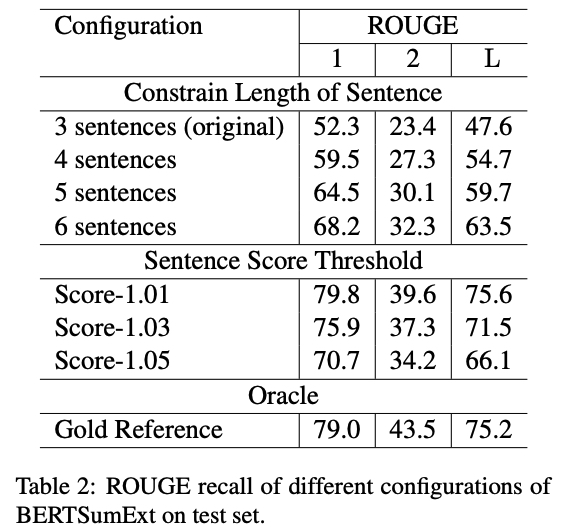 Configuration ROUGE
1 2 L
Constrain Length of Sentence
3 sentences (original) 52.3 23.4 47.6
4 sentences 59.5 27.3 54.7
5 sentences 64.5 30.1 59.7
6 sentences 68.2 32.3 63.5
Sentence Score Threshold
Score-1.01 79.8 39.6 75.6
Score-1.03 75.9 37.3 71.5
Score-1.05 70.7 34.2 66.1
Oracle
Gold Reference 79.0 43.5 75.2
Table 2: ROUGE recall of different configurations of
BERTSumExt on test set.